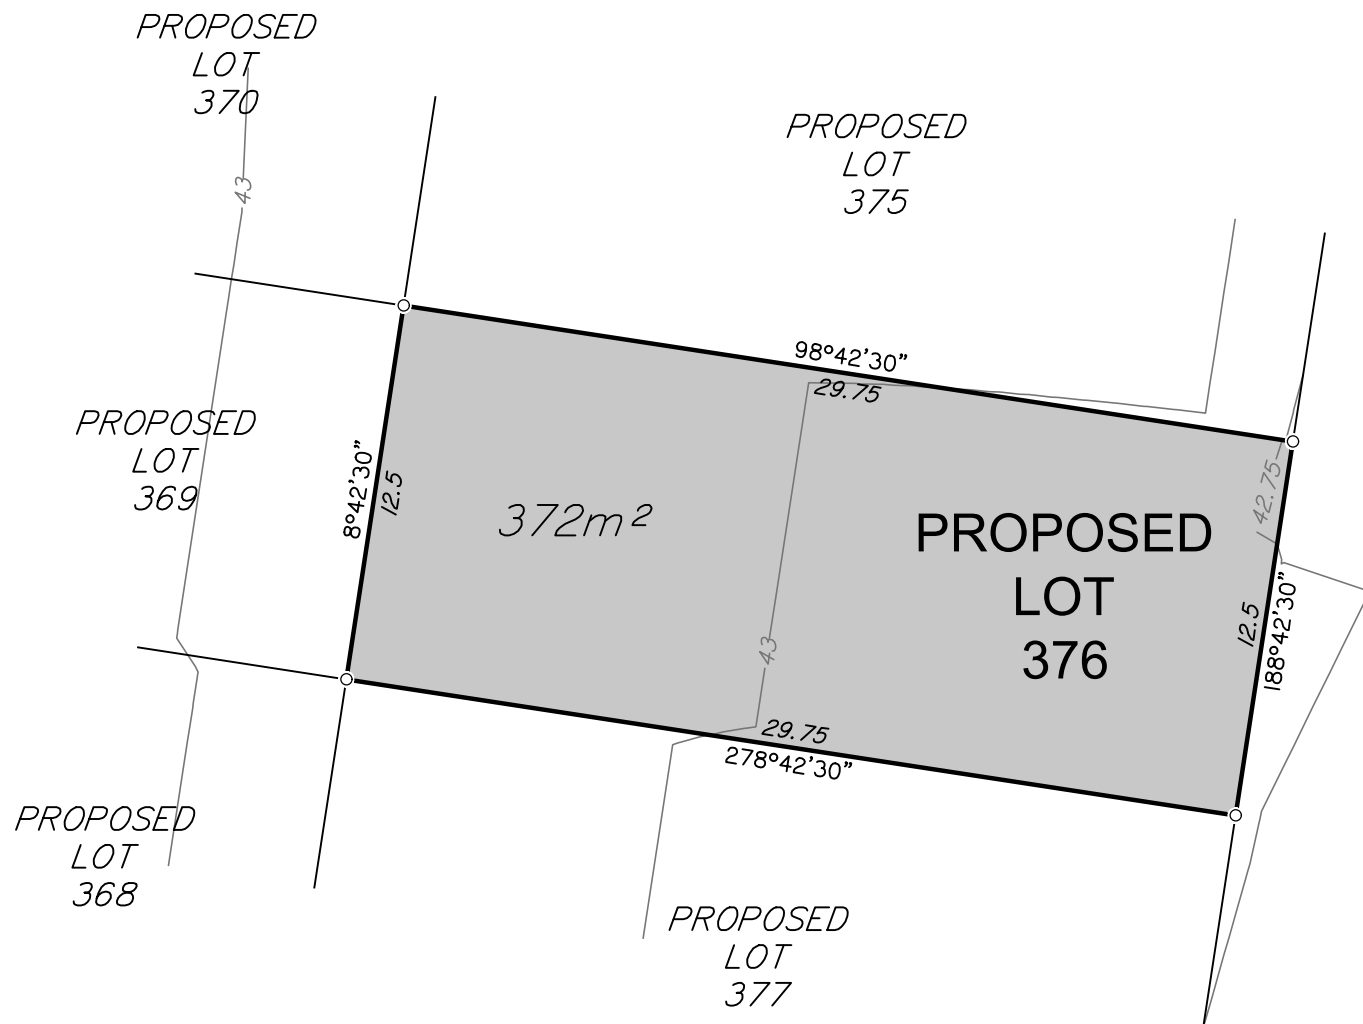 PROPOSED
LOT
370
PROPOSED
LOT
375
43
98°42'30"
29.75
PROPOSED
LOT
369
8°42'30"
12.5
372m²
42.75
PROPOSED
LOT
376
12.5
188°42'30"
43
29.75
278°42'30"
PROPOSED
LOT
368
PROPOSED
LOT
377